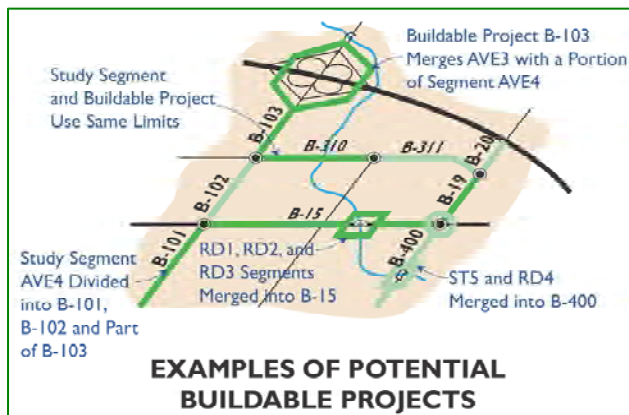 Buildable Project B-103
Merges AVE3 with a Portion
of Segment AVE4
Study Segment
and Buildable Project
Use Same Limits
B-103
B-310
B-311
B-20
B-102
B-19
B-15
B-101
B-400
Study Segment
AVE4 Divided
into B-101,
B-102 and Part
of B-103
RD1, RD2, and
RD3 Segments
Merged into B-15
ST5 and RD4
Merged into B-400
EXAMPLES OF POTENTIAL
BUILDABLE PROJECTS